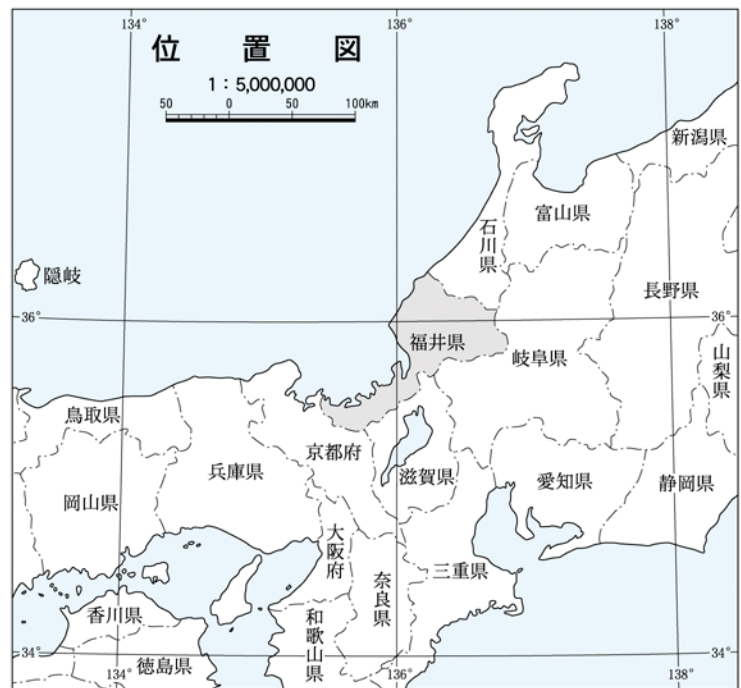 134°
136°
138°
位置図
1：5,000,000
50 0 50 100km
新潟県
富山県
石川県
隠岐
長野県
36°
36°
福井県
岐阜県
山梨県
鳥取県
京都府
兵庫県
滋賀県
愛知県
静岡県
岡山県
大阪府
奈良県
三重県
香川県
和歌山県
34°
34°
徳島県
134°
136°
138°